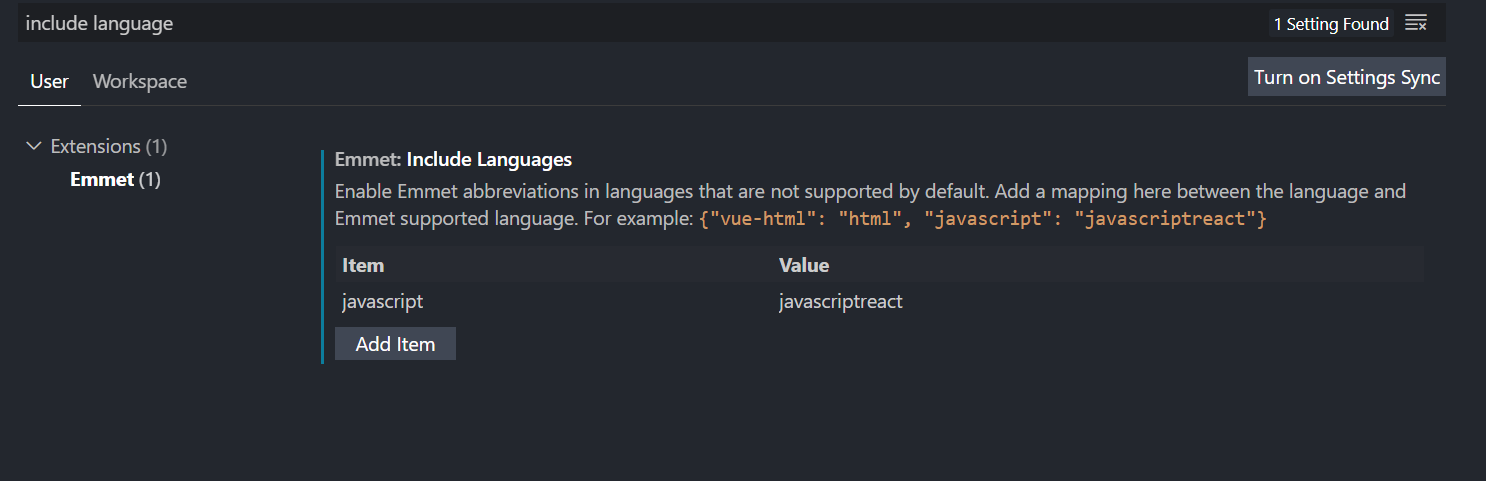 include language
1 Setting Found
User
Workspace
Turn on Settings Sync
Extensions (1)
Emmet (1)
Emmet: Include Languages
Enable Emmet abbreviations in languages that are not supported by default. Add a mapping here between the language and
Emmet supported language. For example: {"vue-html": "html", "javascript": "javascriptreact"}
Item
Value
javascript
javascriptreact
Add Item